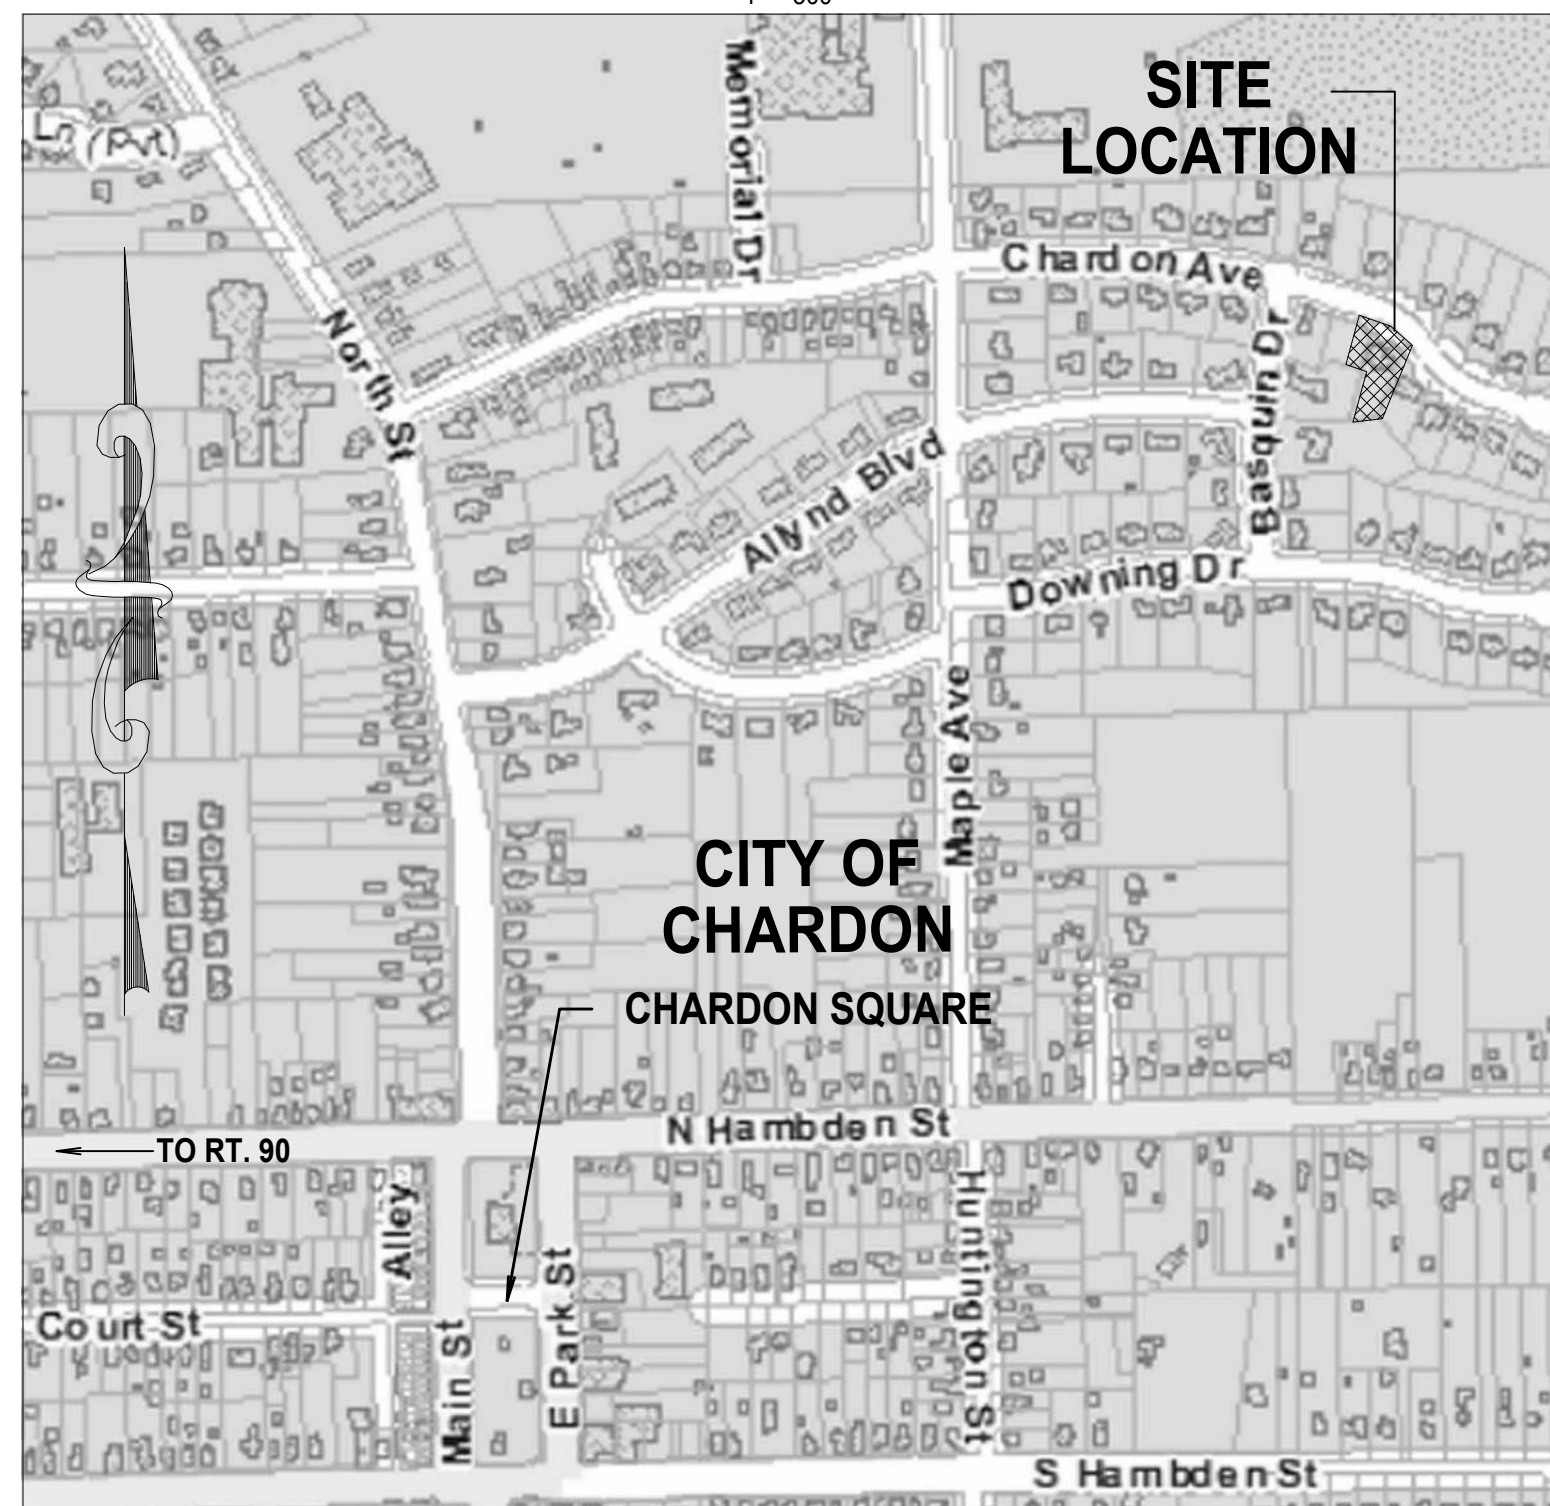 SITE
LOCATION
Ln (Pvt)
Memorial Dr
Chardon Ave
North St
Basquin Dr
Allynd Blvd
Downing Dr
Maple Ave
CITY OF
CHARDON
CHARDON SQUARE
N Hambden St
TO RT. 90
Alley
Huntington St
E Park St
Court St
Main St
S Hambden St